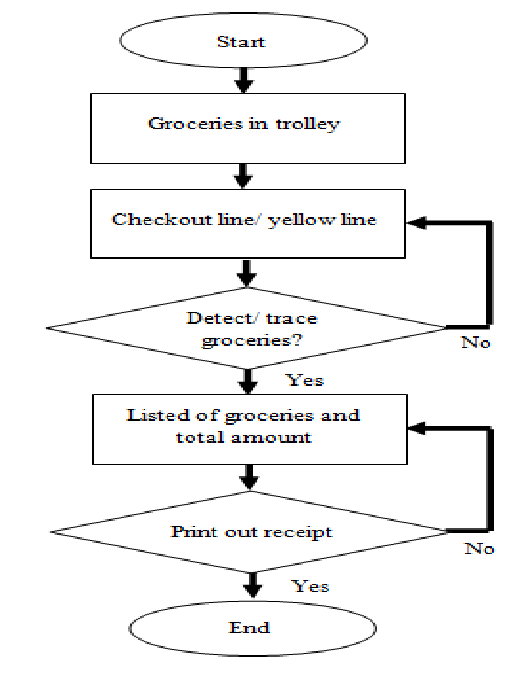 Start
Groceries in trolley
Checkout line/ yellow line
Detect/ trace
groceries?
No
Yes
Listed of groceries and
total amount
Print out receipt
No
Yes
End